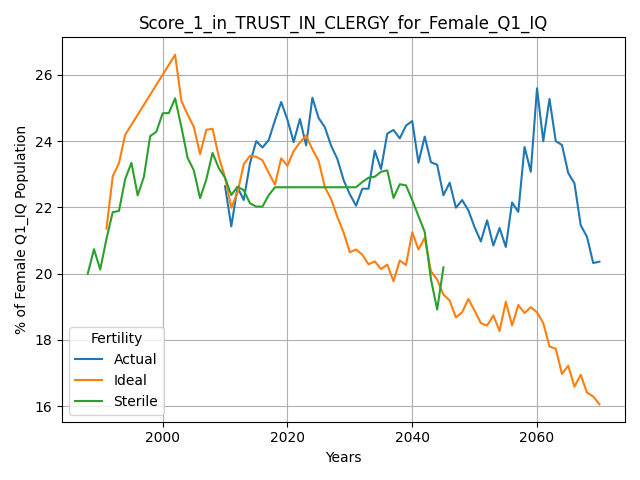 Score_1_in_TRUST_IN_CLERGY_for_Female_Q1_IQ
% of Female Q1_IQ Population
26
24
22
20
18
16
Fertility
Actual
Ideal
Sterile
2000
2020
2040
2060
Years